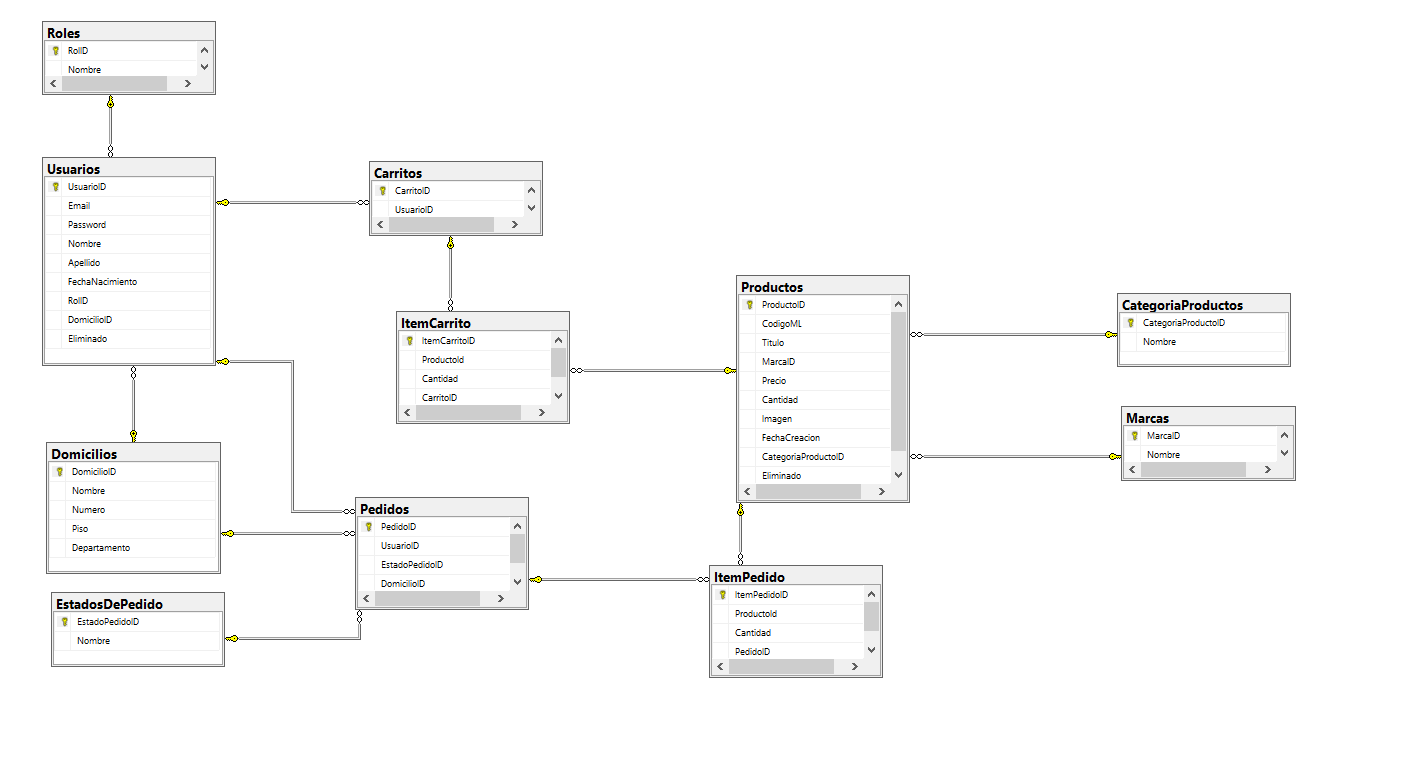 Roles
RolID
Nombre
Usuarios
UsuarioID
Email
Password
Nombre
Apellido
FechaNacimiento
RolID
DomicilioID
Eliminado
Carritos
CarritoID
UsuarioID
ItemCarrito
ItemCarritoID
ProductoId
Cantidad
CarritoID
Productos
ProductoID
CodigoML
Titulo
MarcaID
Precio
Cantidad
Imagen
FechaCreacion
CategoriaProductoID
Eliminado
CategoriaProductos
CategoriaProductoID
Nombre
Marcas
MarcaID
Nombre
Domicilios
DomicilioID
Nombre
Numero
Piso
Departamento
Pedidos
PedidoID
UsuarioID
EstadoPedidoID
DomicilioID
EstadosDePedido
EstadoPedidoID
Nombre
ItemPedido
ItemPedidoID
ProductoId
Cantidad
PedidoID